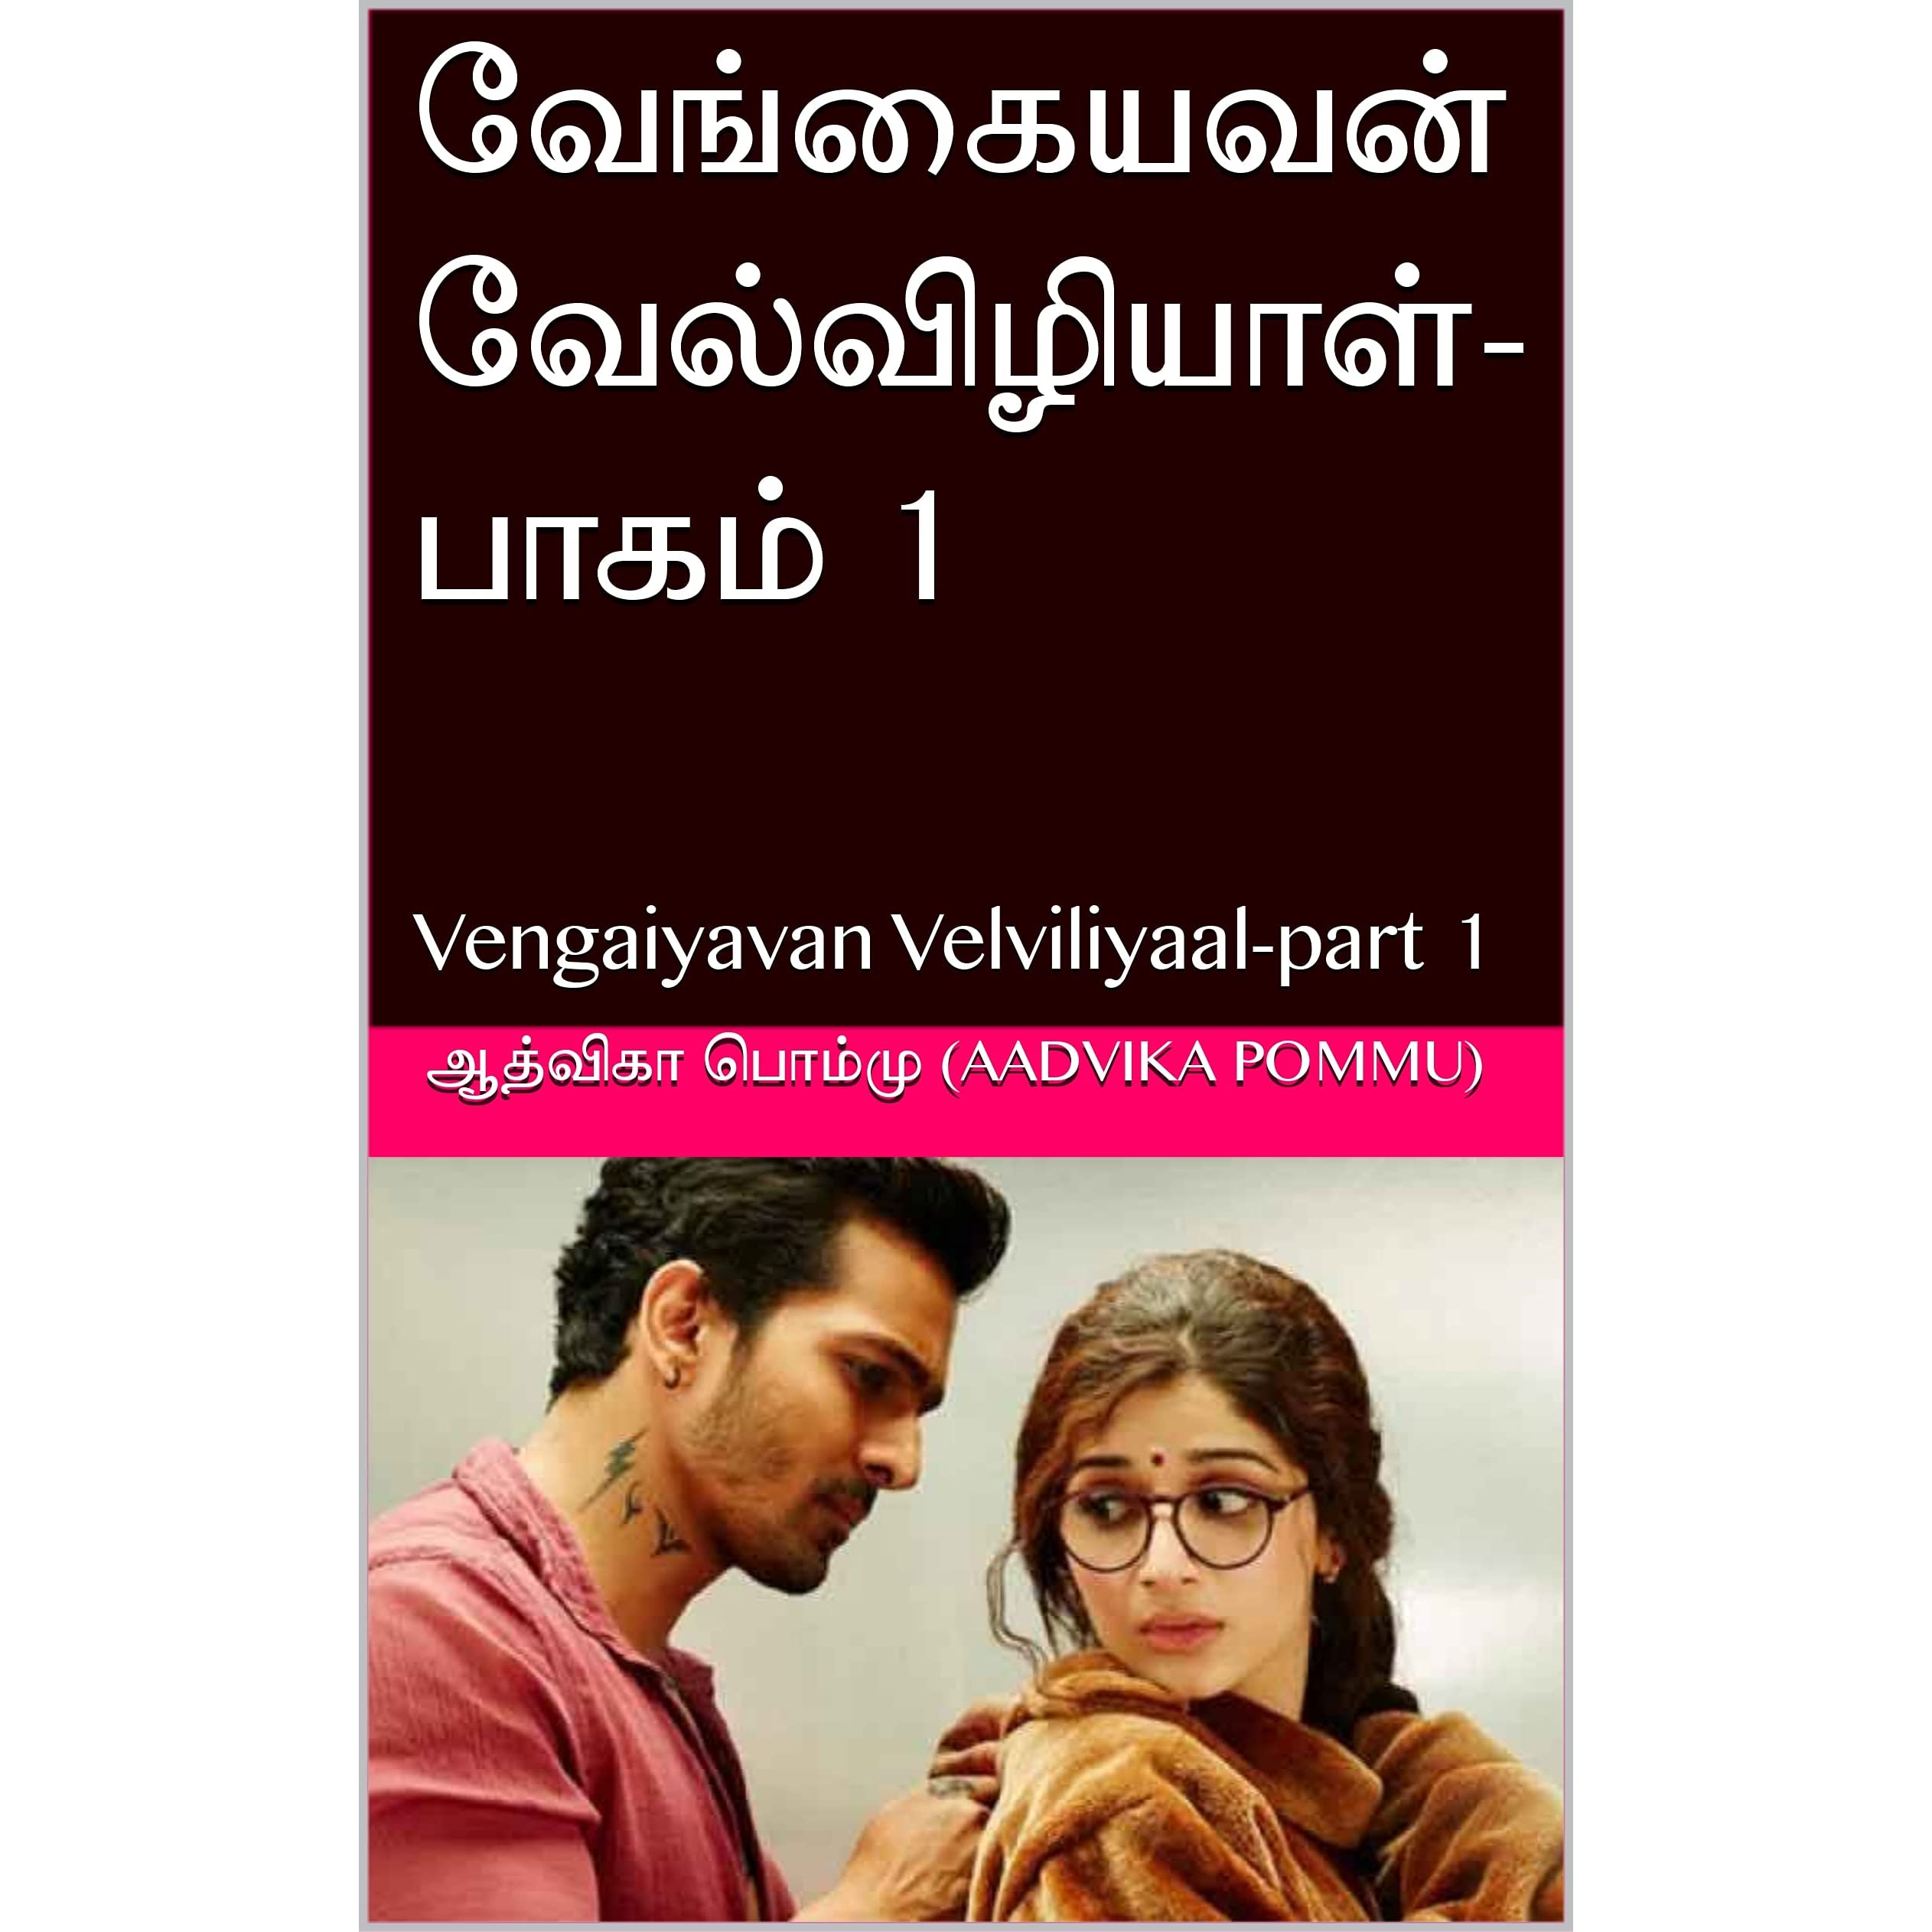 வேங்கையவன்
வேல்விழியாள்-
பாகம் 1
Vengaiyavan Velviliyaal-part 1
ஆத்விகா பொம்மு (AADVIKA POMMU)